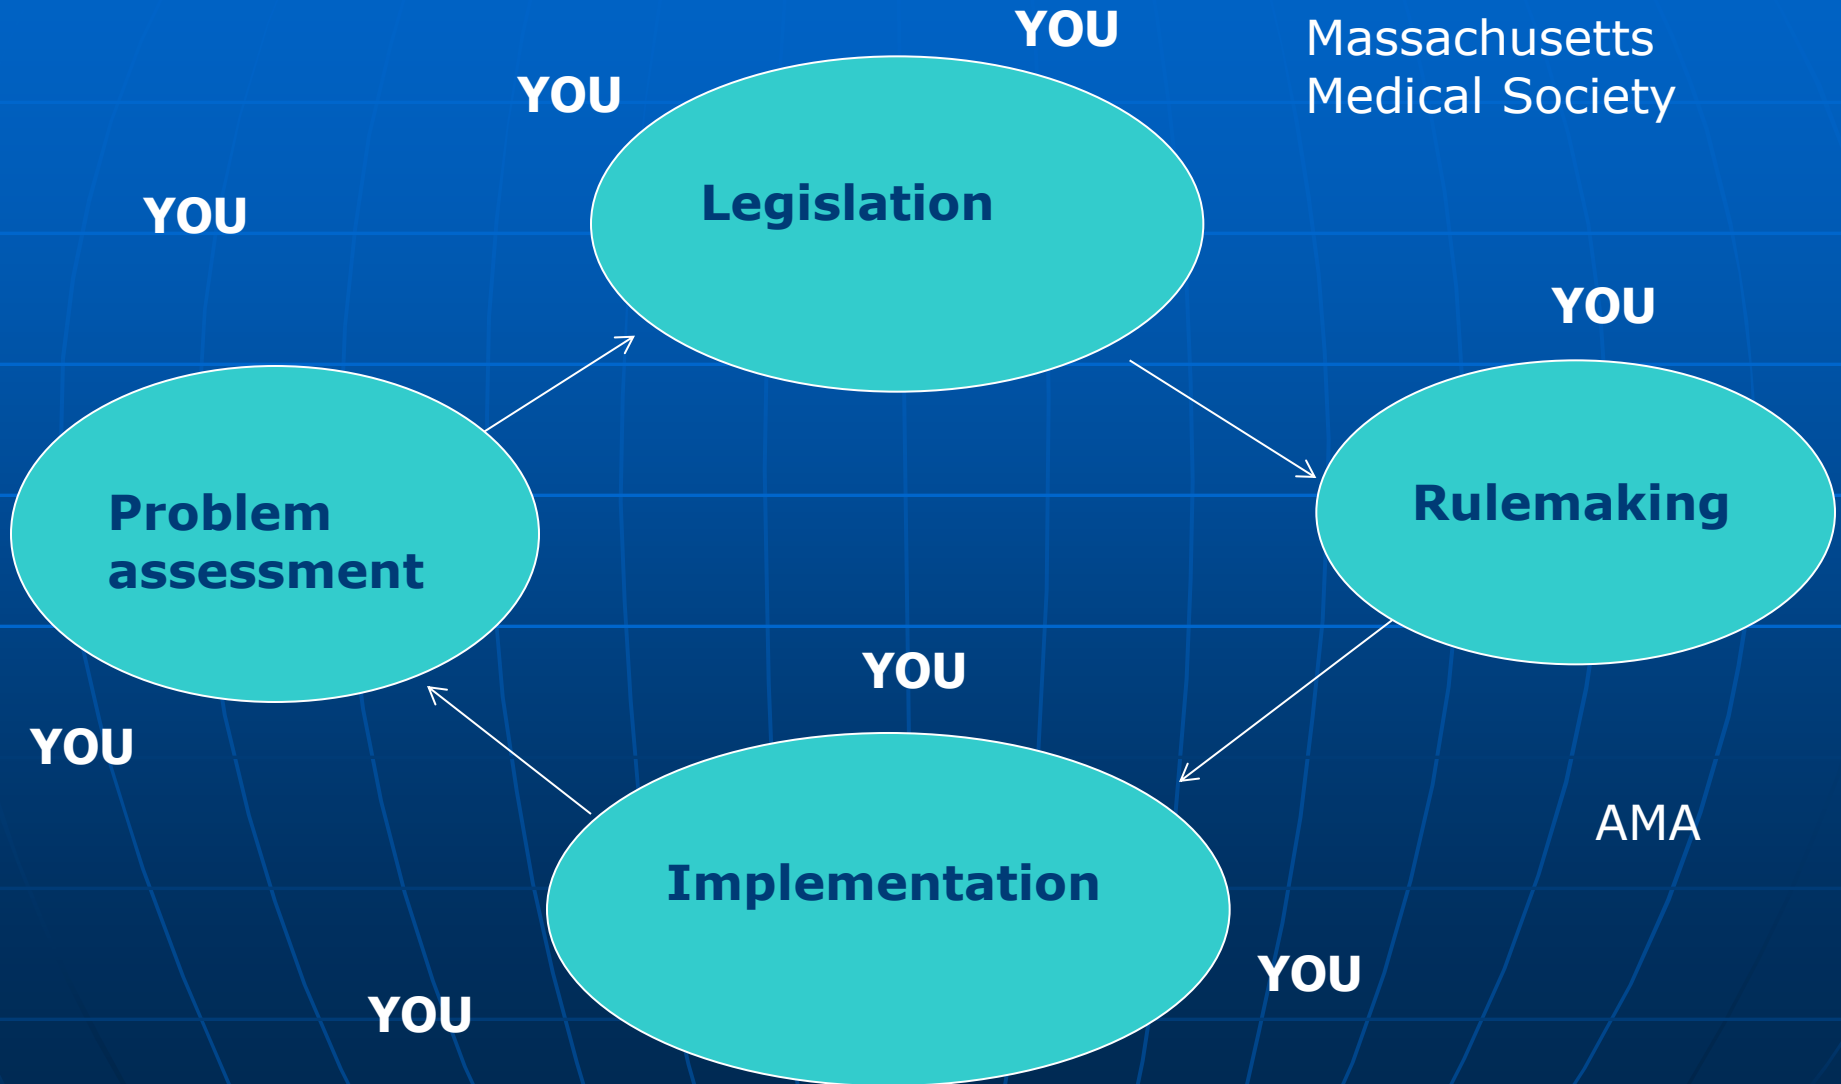 YOU
Massachusetts
Medical Society
YOU
Legislation
YOU
YOU
Problem
assessment
Rulemaking
YOU
YOU
AMA
Implementation
YOU
YOU